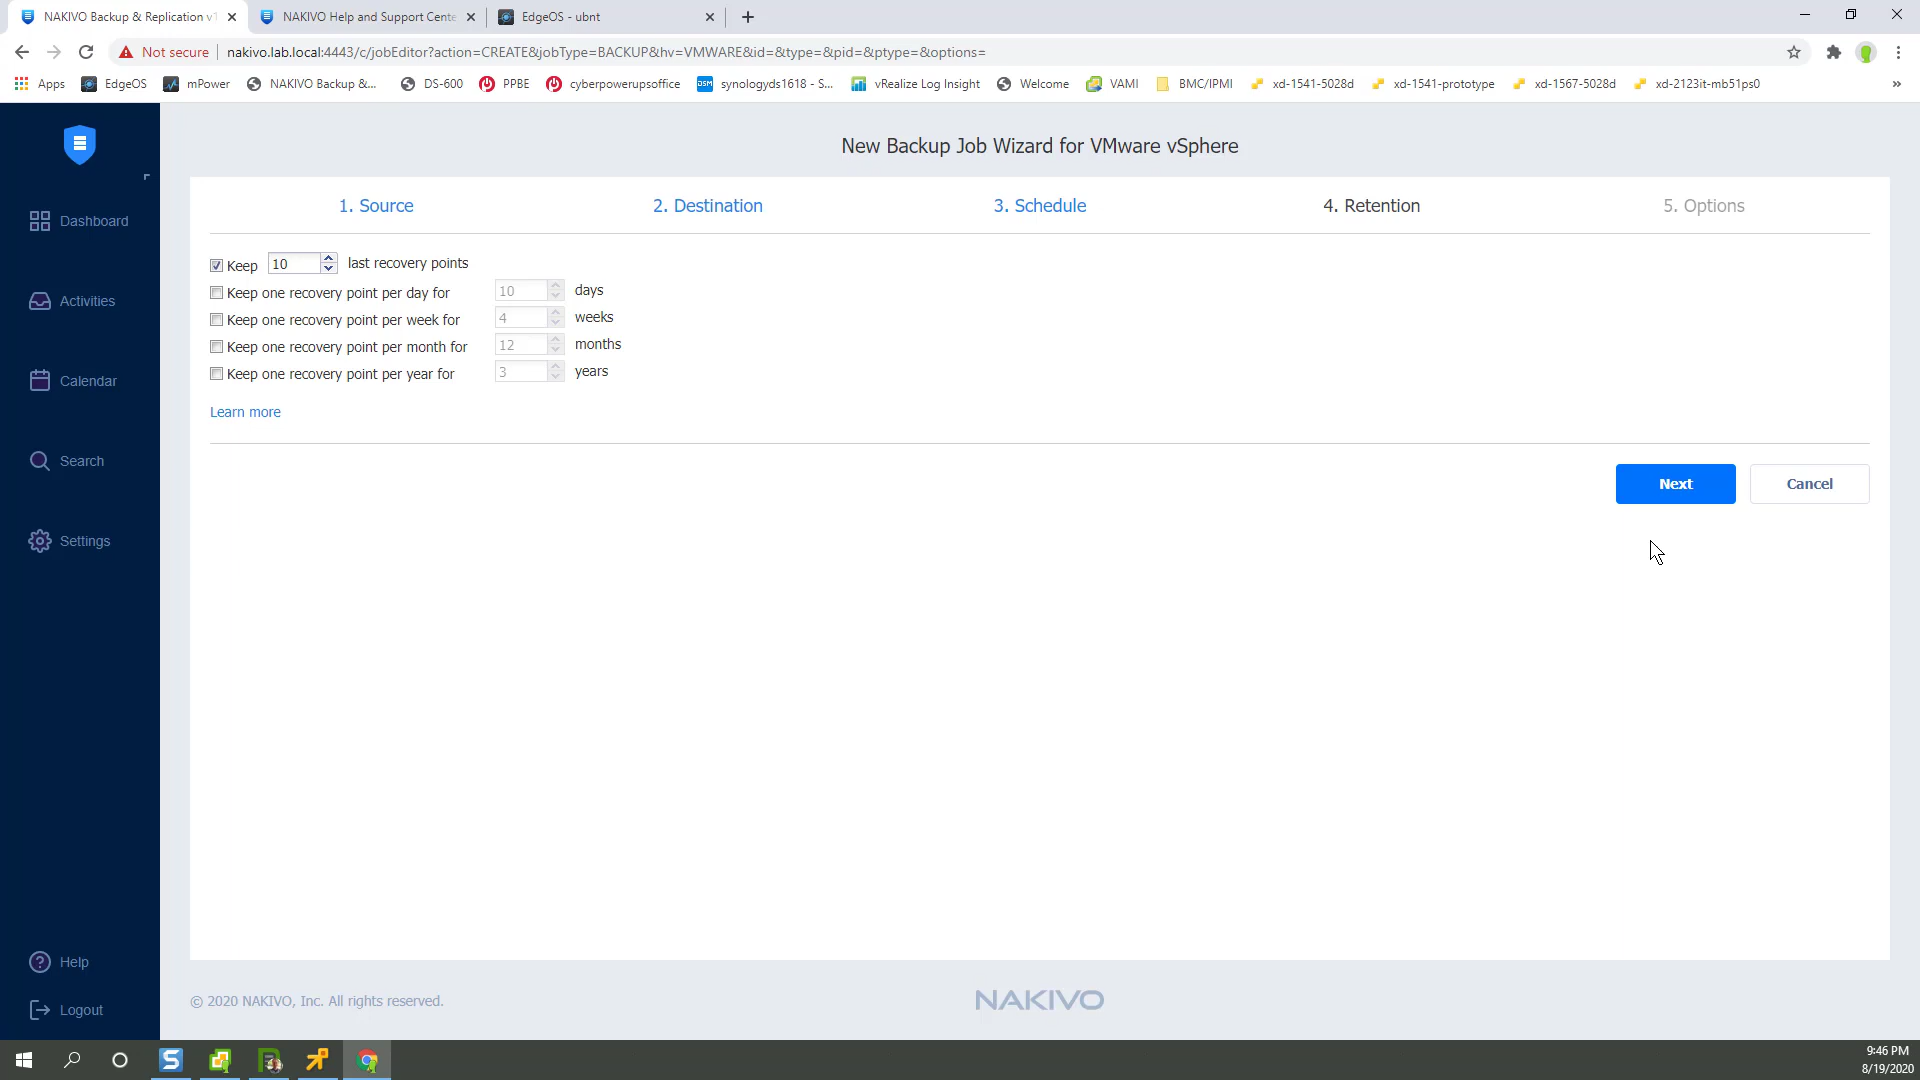 NAKIVO Backup & Replication v1
NAKIVO Help and Support Cente
EdgeOS - ubnt
Not secure
nakivo.lab.local:4443/c/jobEditor?action=CREATE&jobType=BACKUP&hv=VMWARE&id=&type=&pid=&ptype=&options=
Apps
EdgeOS
mPower
NAKIVO Backup &...
DS-600
PPBE
cyberpowerupsoffice
DSM
synologyds1618 - S...
vRealize Log Insight
Welcome
VAMI
BMC/IPMI
xd-1541-5028d
xd-1541-prototype
xd-1567-5028d
xd-2123it-mb51ps0
»
New Backup Job Wizard for VMware vSphere
1. Source
2. Destination
3. Schedule
4. Retention
5. Options
Dashboard
Activities
Calendar
Search
Settings
Help
Logout
Keep 10 last recovery points
Keep one recovery point per day for 10 days
Keep one recovery point per week for 4 weeks
Keep one recovery point per month for 12 months
Keep one recovery point per year for 3 years
Learn more
Next
Cancel
© 2020 NAKIVO, Inc. All rights reserved.
NAKIVO
9:46 PM
8/19/2020